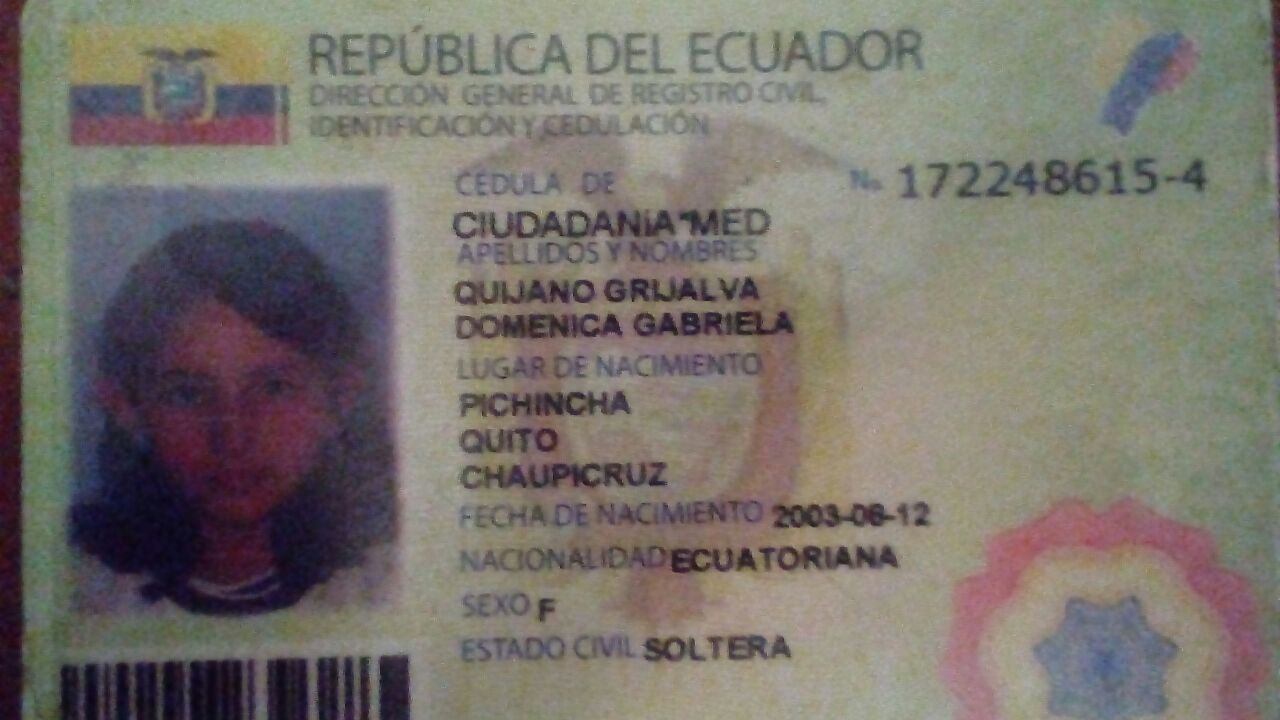 REPÚBLICA DEL ECUADOR
DIRECCIÓN GENERAL DE REGISTRO CIVIL,
IDENTIFICACIÓN Y CEDULACIÓN
CÉDULA DE No. 172248615-4
CIUDADANÍA*MED
APELLIDOS Y NOMBRES
QUIJANO GRIJALVA
DOMENICA GABRIELA
LUGAR DE NACIMIENTO
PICHINCHA
QUITO
CHAUPICRUZ
FECHA DE NACIMIENTO 2003-06-12
NACIONALIDAD ECUATORIANA
SEXO F
ESTADO CIVIL SOLTERA